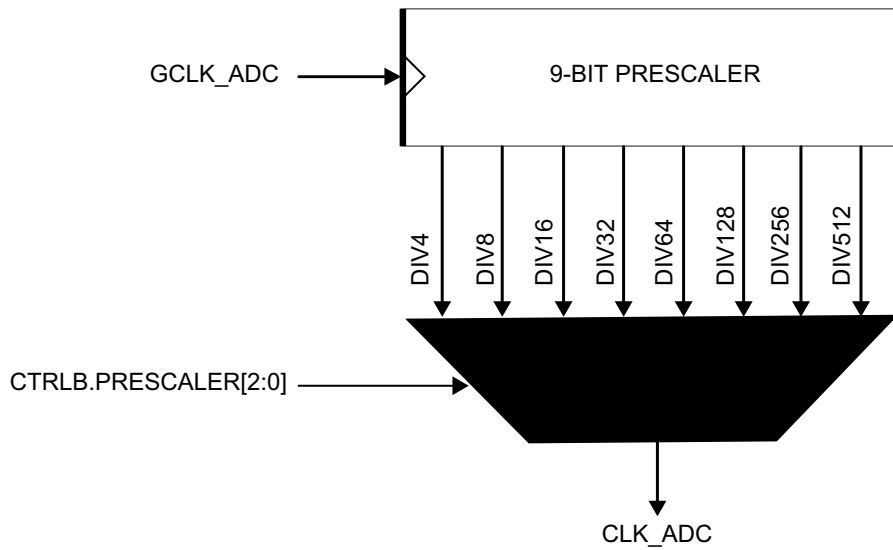 GCLK_ADC
9-BIT PRESCALER
DIV4
DIV8
DIV16
DIV32
DIV64
DIV128
DIV256
DIV512
CTRLB.PRESCALER[2:0]
CLK_ADC